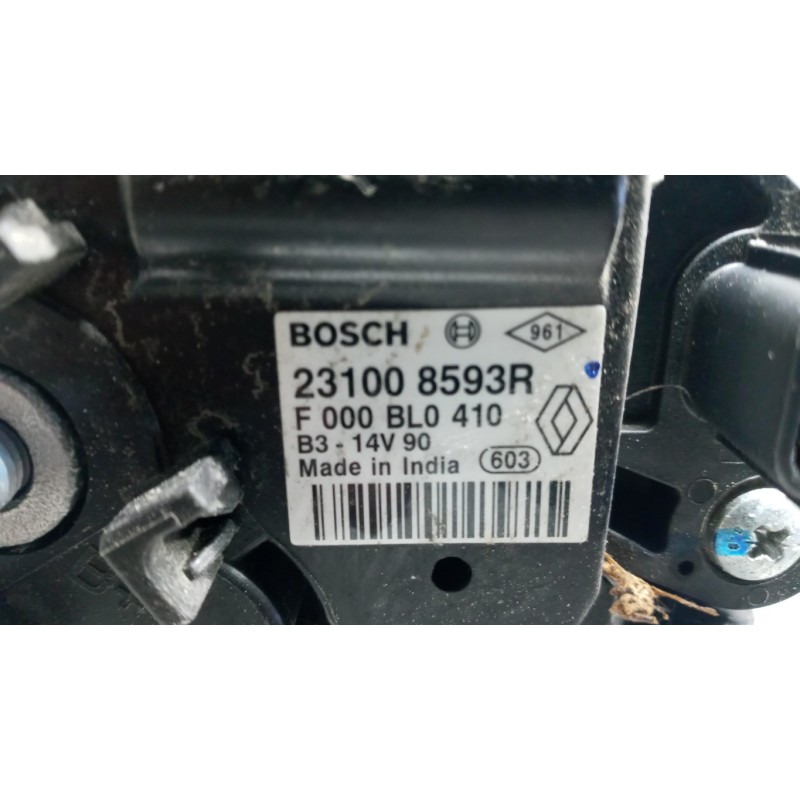 BOSCH 961
23100 8593R
F 000 BL0 410
B3 - 14V 90
Made in India 603